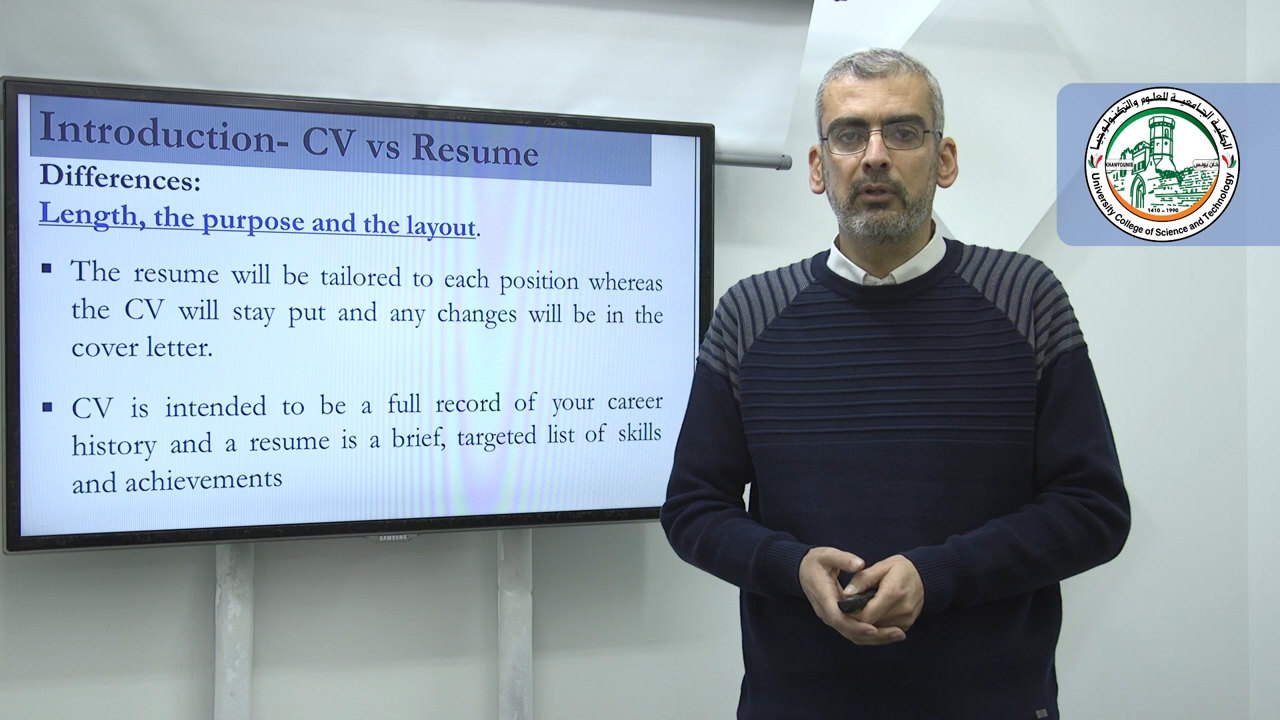 Introduction- CV vs Resume
Differences:
Length, the purpose and the layout.
▪ The resume will be tailored to each position whereas
the CV will stay put and any changes will be in the
cover letter.
▪ CV is intended to be a full record of your career
history and a resume is a brief, targeted list of skills
and achievements
SAMSUNG
الكلية الجامعية للعلوم والتكنولوجيا
KHANYOUNIS
خان يونس
1410 - 1990
University College of Science and Technology